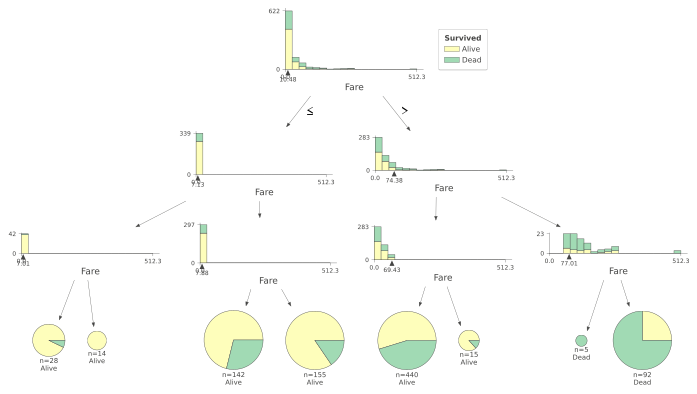 622
0
0.0
10.48
512.3
Fare
Survived
Alive
Dead
≤
>
339
0
7.13
512.3
Fare
283
0
0.0
74.38
512.3
Fare
42
0
7.01
512.3
Fare
297
0
7.88
512.3
Fare
283
0
0.0
69.43
512.3
Fare
23
0
77.01
512.3
Fare
n=28
Alive
n=14
Alive
n=142
Alive
n=155
Alive
n=440
Alive
n=15
Alive
n=5
Dead
n=92
Dead